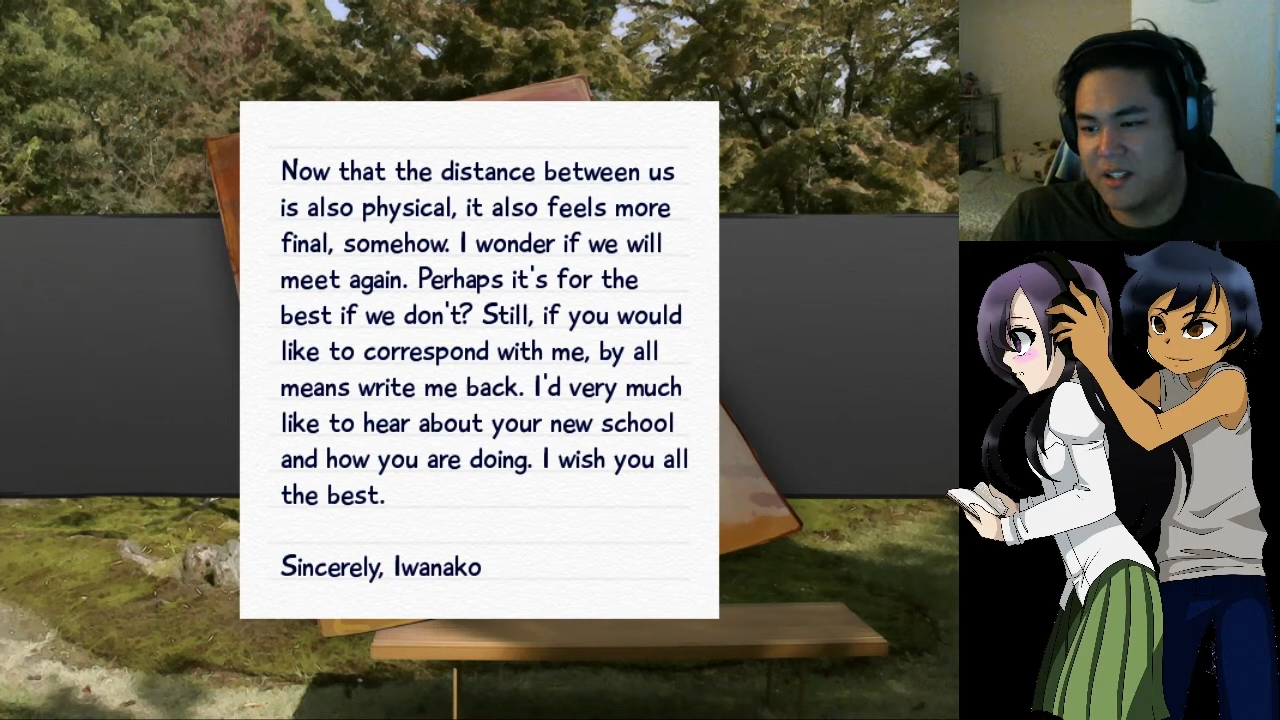 Now that the distance between us
is also physical, it also feels more
final, somehow. I wonder if we will
meet again. Perhaps it's for the
best if we don't? Still, if you would
like to correspond with me, by all
means write me back. I'd very much
like to hear about your new school
and how you are doing. I wish you all
the best.
Sincerely, Iwanako